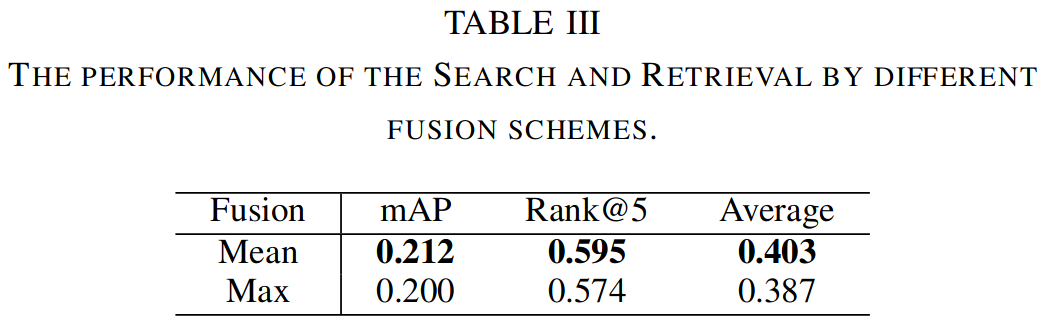 TABLE III
THE PERFORMANCE OF THE SEARCH AND RETRIEVAL BY DIFFERENT
FUSION SCHEMES.
Fusion mAP Rank@5 Average
Mean 0.212 0.595 0.403
Max 0.200 0.574 0.387